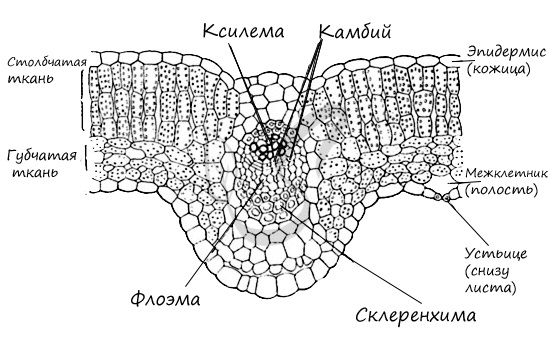 Ксилема
Камбий
Столбчатая
ткань
Эпидермис
(кожица)
Губчатая
ткань
Межклетник
(полость)
Устьице
(снизу
листа)
Флоэма
Склеренхима